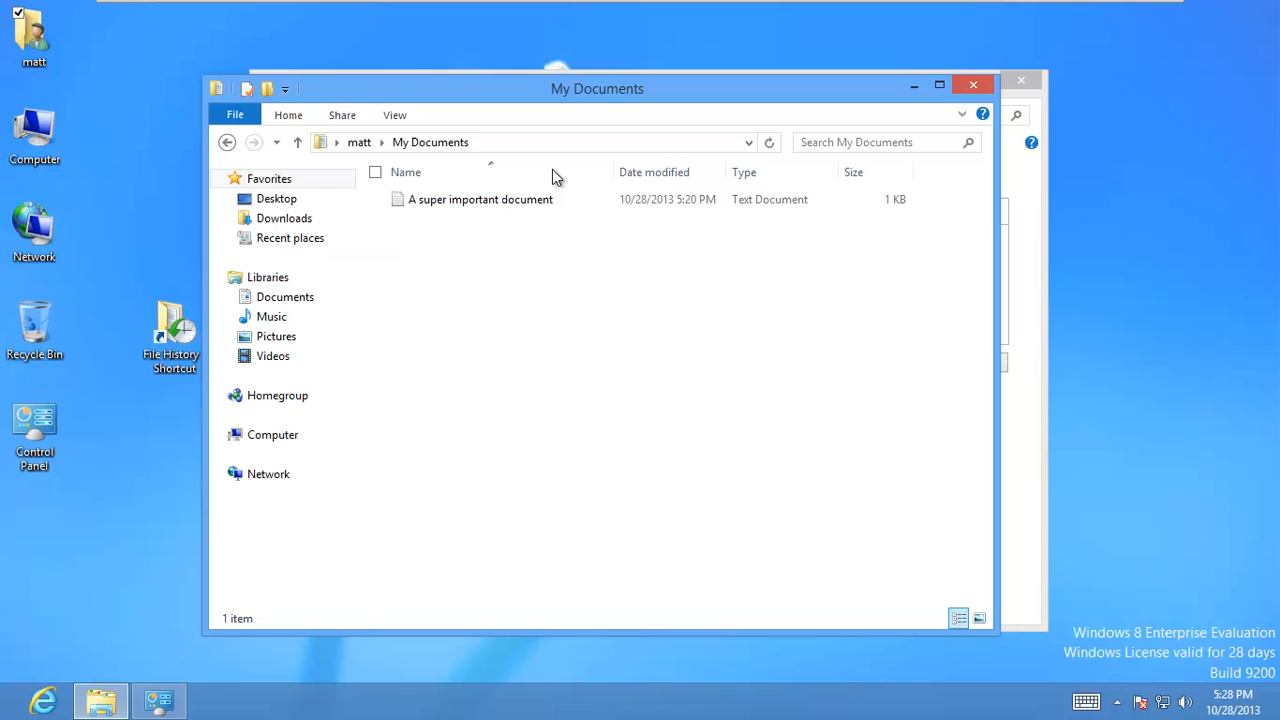 matt
Computer
Network
Recycle Bin
Control
Panel
File History
Shortcut
My Documents
File Home Share View
matt My Documents
Search My Documents
Name Date modified Type Size
A super important document 10/28/2013 5:20 PM Text Document 1 KB
Favorites
Desktop
Downloads
Recent places
Libraries
Documents
Music
Pictures
Videos
Homegroup
Computer
Network
1 item
Windows 8 Enterprise Evaluation
Windows License valid for 28 days
Build 9200
5:28 PM
10/28/2013